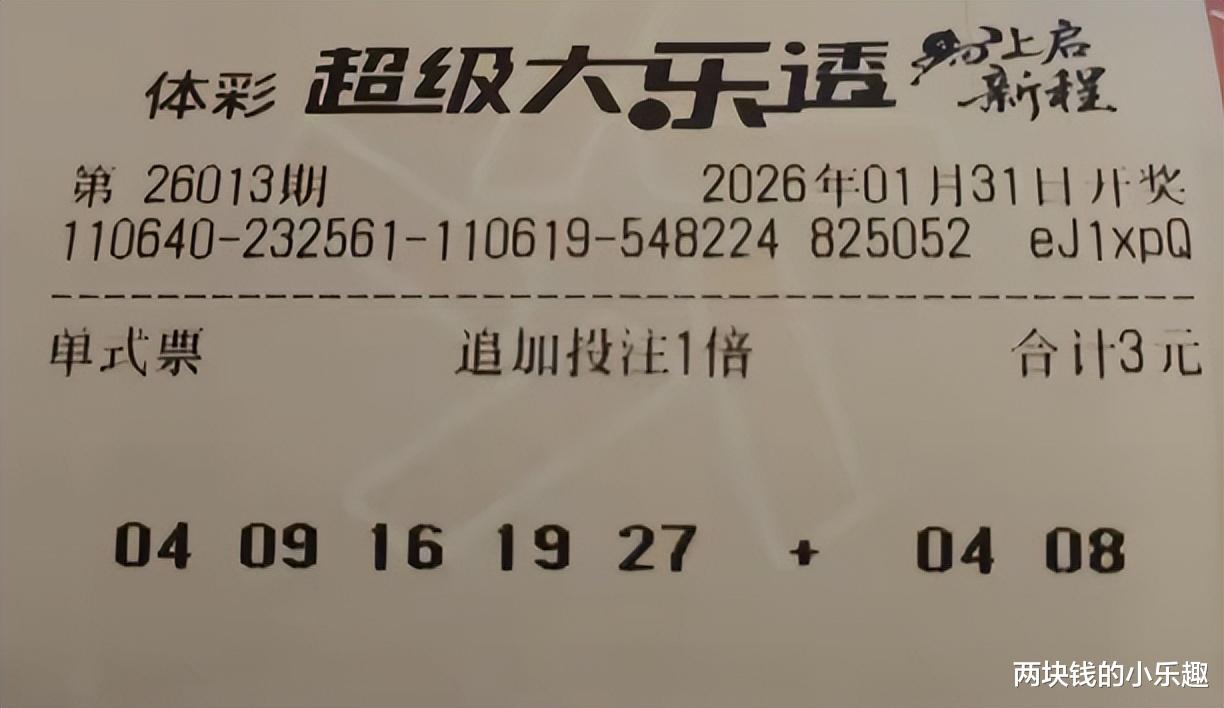 体彩 超级大乐透 马上启
新程
第 26013期 2026年01月31日开奖
110640-232561-110619-548224 825052 eJ1xpQ
单式票 追加投注1倍 合计3元
04 09 16 19 27 + 04 08
两块钱的小乐趣